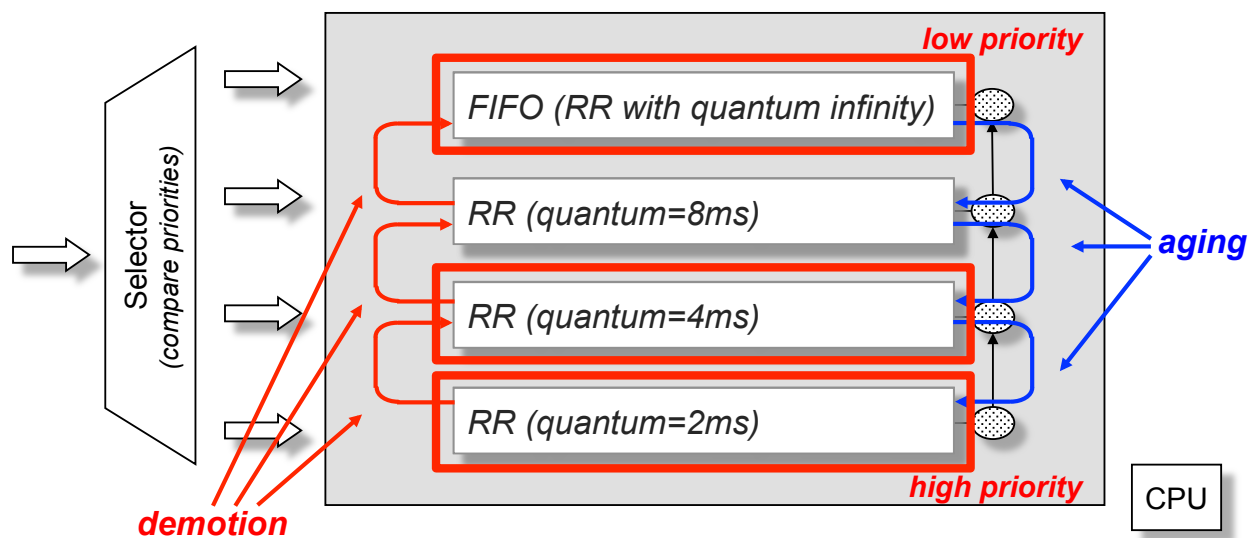 low priority
FIFO (RR with quantum infinity)
Selector
(compare priorities)
RR (quantum=8ms)
aging
RR (quantum=4ms)
RR (quantum=2ms)
high priority
demotion
CPU